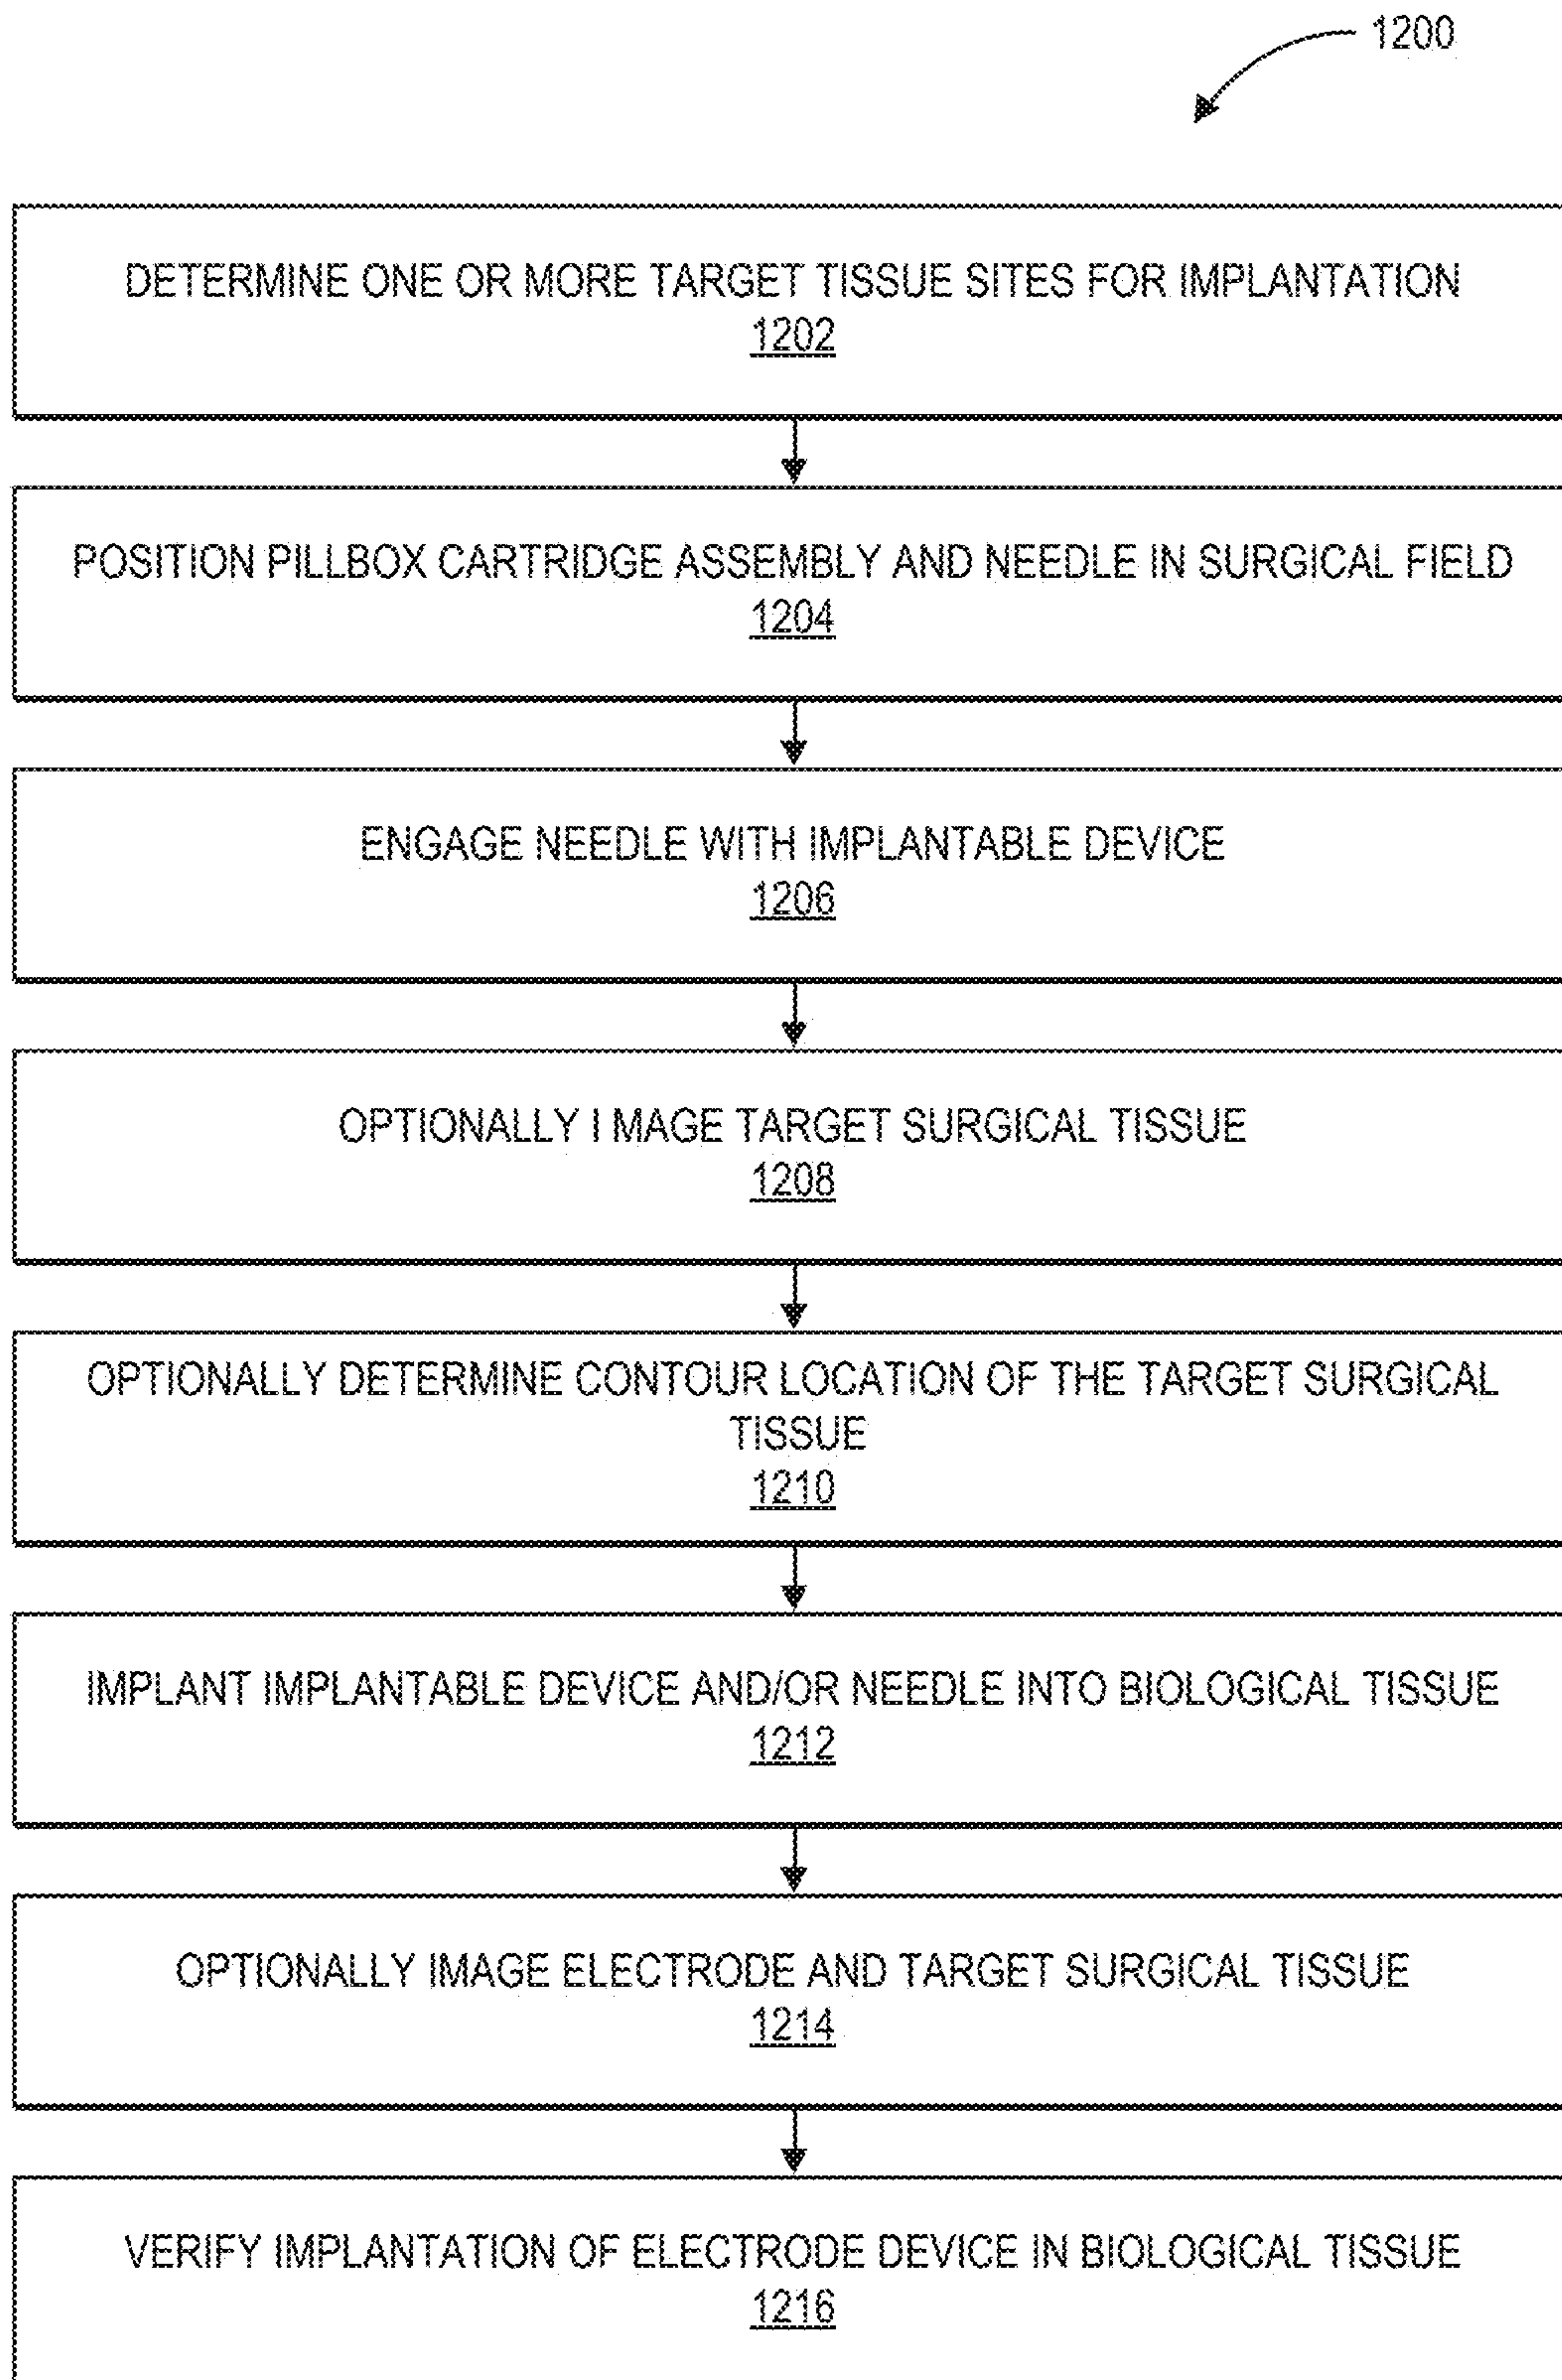 1200
DETERMINE ONE OR MORE TARGET TISSUE SITES FOR IMPLANTATION
1202
POSITION PILLBOX CARTRIDGE ASSEMBLY AND NEEDLE IN SURGICAL FIELD
1204
ENGAGE NEEDLE WITH IMPLANTABLE DEVICE
1206
OPTIONALLY I MAGE TARGET SURGICAL TISSUE
1208
OPTIONALLY DETERMINE CONTOUR LOCATION OF THE TARGET SURGICAL
TISSUE
1210
IMPLANT IMPLANTABLE DEVICE AND/OR NEEDLE INTO BIOLOGICAL TISSUE
1212
OPTIONALLY IMAGE ELECTRODE AND TARGET SURGICAL TISSUE
1214
VERIFY IMPLANTATION OF ELECTRODE DEVICE IN BIOLOGICAL TISSUE
1216